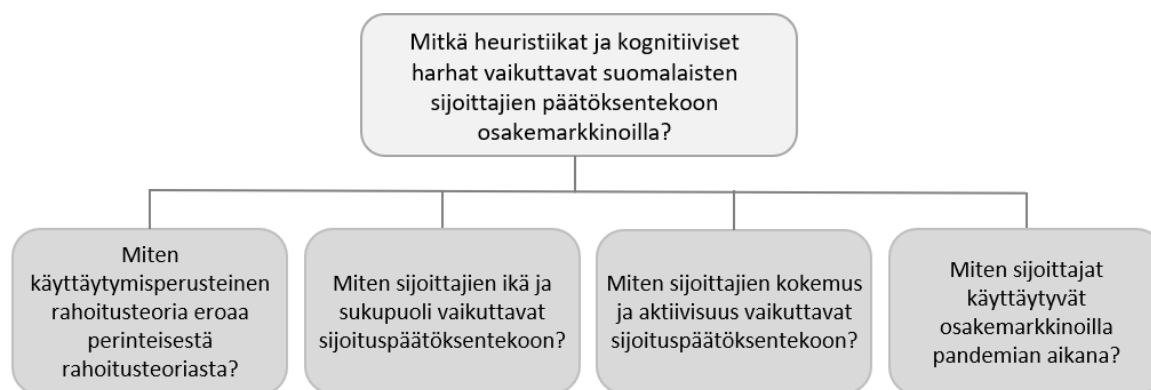 Mitkä heuristiikat ja kognitiiviset
harhat vaikuttavat suomalaisten
sijoittajien päätöksentekoon
osakemarkkinoilla?
Miten
käyttäytymisperusteinen
rahoitusteoria eroaa
perinteisestä
rahoitusteoriasta?
Miten sijoittajien ikä ja
sukupuoli vaikuttavat
sijoituspäätöksentekoon?
Miten sijoittajien kokemus
ja aktiivisuus vaikuttavat
sijoituspäätöksentekoon?
Miten sijoittajat
käyttäytyvät
osakemarkkinoilla
pandemian aikana?